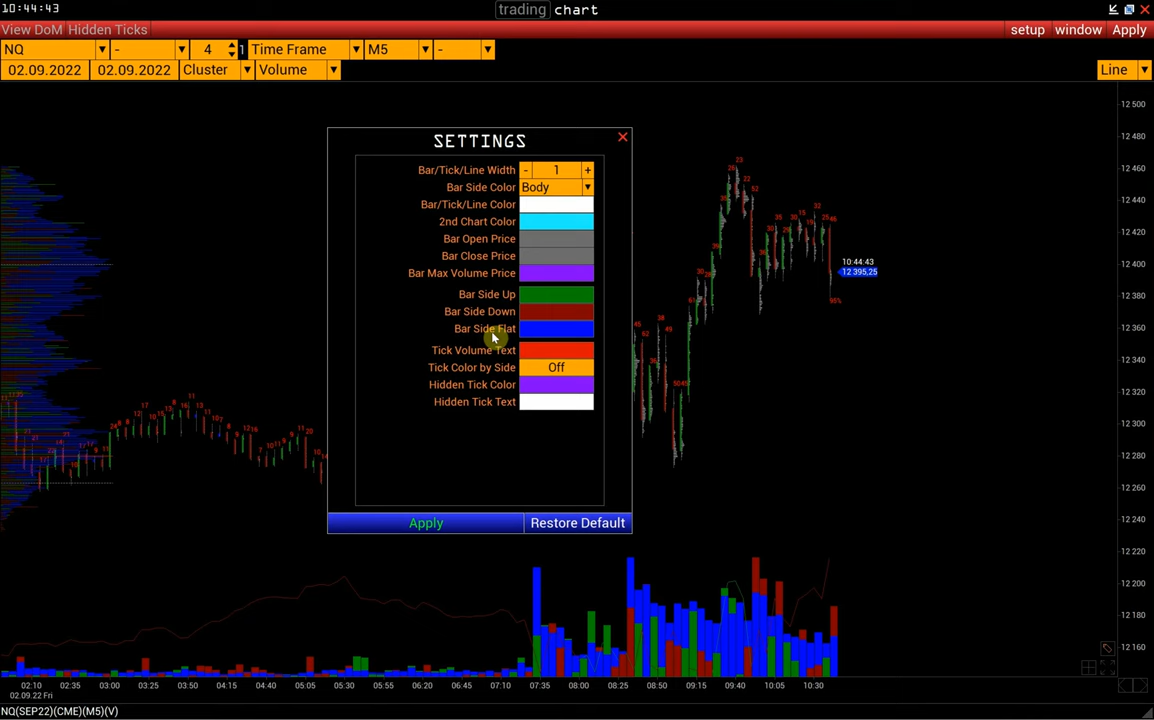 10:44:43
trading chart
View DoM Hidden Ticks
setup window Apply
NQ - 4 1 Time Frame M5 -
02.09.2022 02.09.2022 Cluster Volume
Line
SETTINGS
Bar/Tick/Line Width - 1 +
Bar Side Color Body
Bar/Tick/Line Color
2nd Chart Color
Bar Open Price
Bar Close Price
Bar Max Volume Price
Bar Side Up
Bar Side Down
Bar Side Flat
Tick Volume Text
Tick Color by Side Off
Hidden Tick Color
Hidden Tick Text
Apply Restore Default
10:44:43
12 395,25
95%
12 500
12 480
12 460
12 440
12 420
12 400
12 380
12 360
12 340
12 320
12 300
12 280
12 260
12 240
12 220
12 200
12 180
12 160
02:10 02:35 03:00 03:25 03:50 04:15 04:40 05:05 05:30 05:55 06:20 06:45 07:10 07:35 08:00 08:25 08:50 09:15 09:40 10:05 10:30
02.09.22 Fri
NQ(SEP22)(CME)(M5)(V)